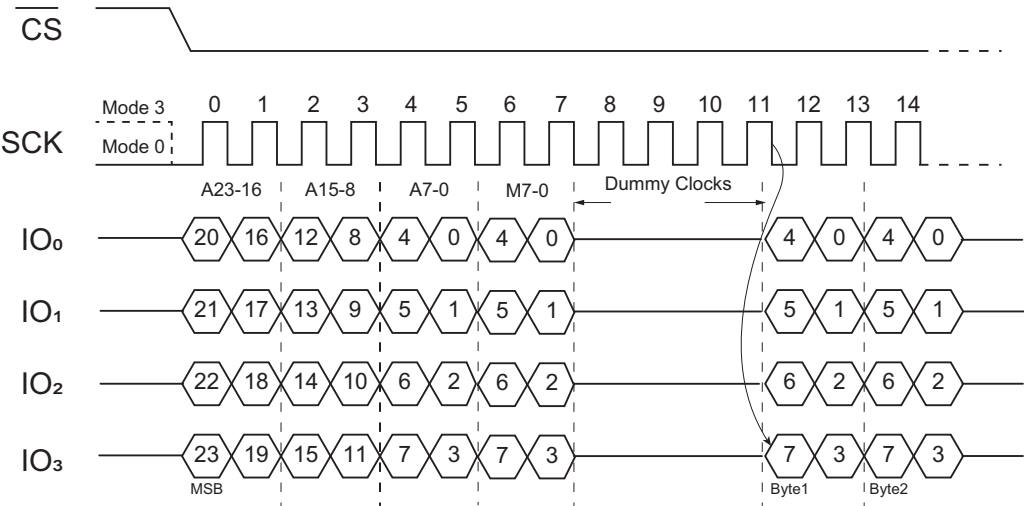 CS
Mode 3 0 1 2 3 4 5 6 7 8 9 10 11 12 13 14
SCK
Mode 0
A23-16 A15-8 A7-0 M7-0 Dummy Clocks
IO₀ 20 16 12 8 4 0 4 0 4 0 4 0
IO₁ 21 17 13 9 5 1 5 1 5 1 5 1
IO₂ 22 18 14 10 6 2 6 2 6 2 6 2
IO₃ 23 19 15 11 7 3 7 3 7 3 7 3
MSB Byte1 Byte2